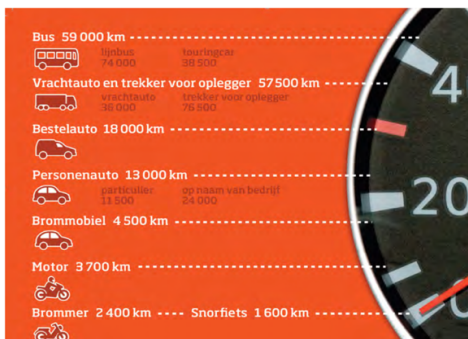 Bus 59 000 km
lijnbus touringcar
74 000 38 500
Vrachtauto en trekker voor oplegger 57 500 km
vrachtauto trekker voor oplegger
38 000 76 500
Bestelauto 18 000 km
Personenauto 13 000 km
particulier op naam van bedrijf
11 500 24 000
Brommobiel 4 500 km
Motor 3 700 km
Brommer 2 400 km Snorfiets 1 600 km
4
20
0